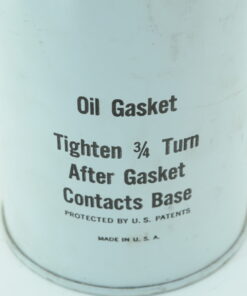 Oil Gasket
Tighten ¾ Turn
After Gasket
Contacts Base
PROTECTED BY U. S. PATENTS
MADE IN U. S. A.